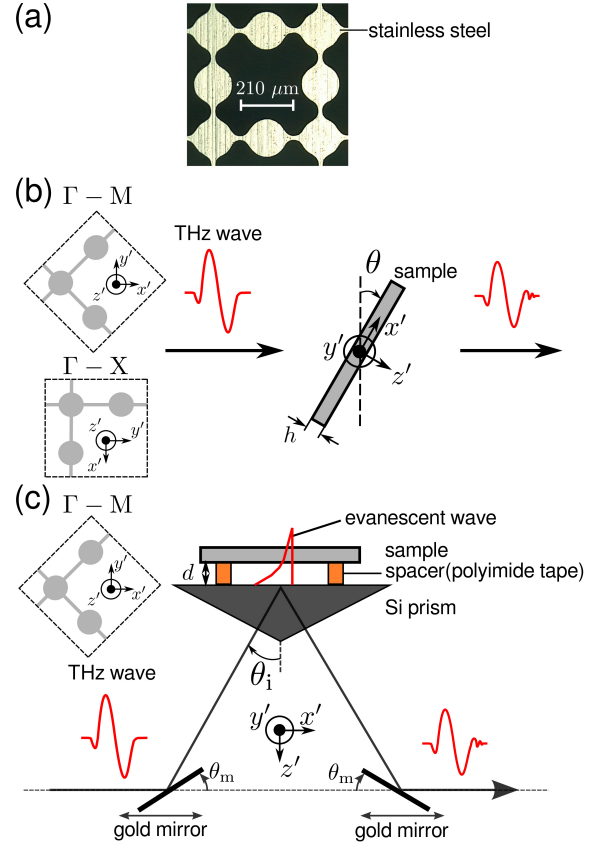 (a)
stainless steel
210 μm
(b)
Γ − M
y′
z′
x′
Γ − X
z′
y′
x′
THz wave
θ
sample
x′
y′
z′
h
(c)
Γ − M
y′
z′
x′
evanescent wave
sample
spacer(polyimide tape)
d
Si prism
θi
THz wave
y′
x′
z′
θm
θm
gold mirror
gold mirror